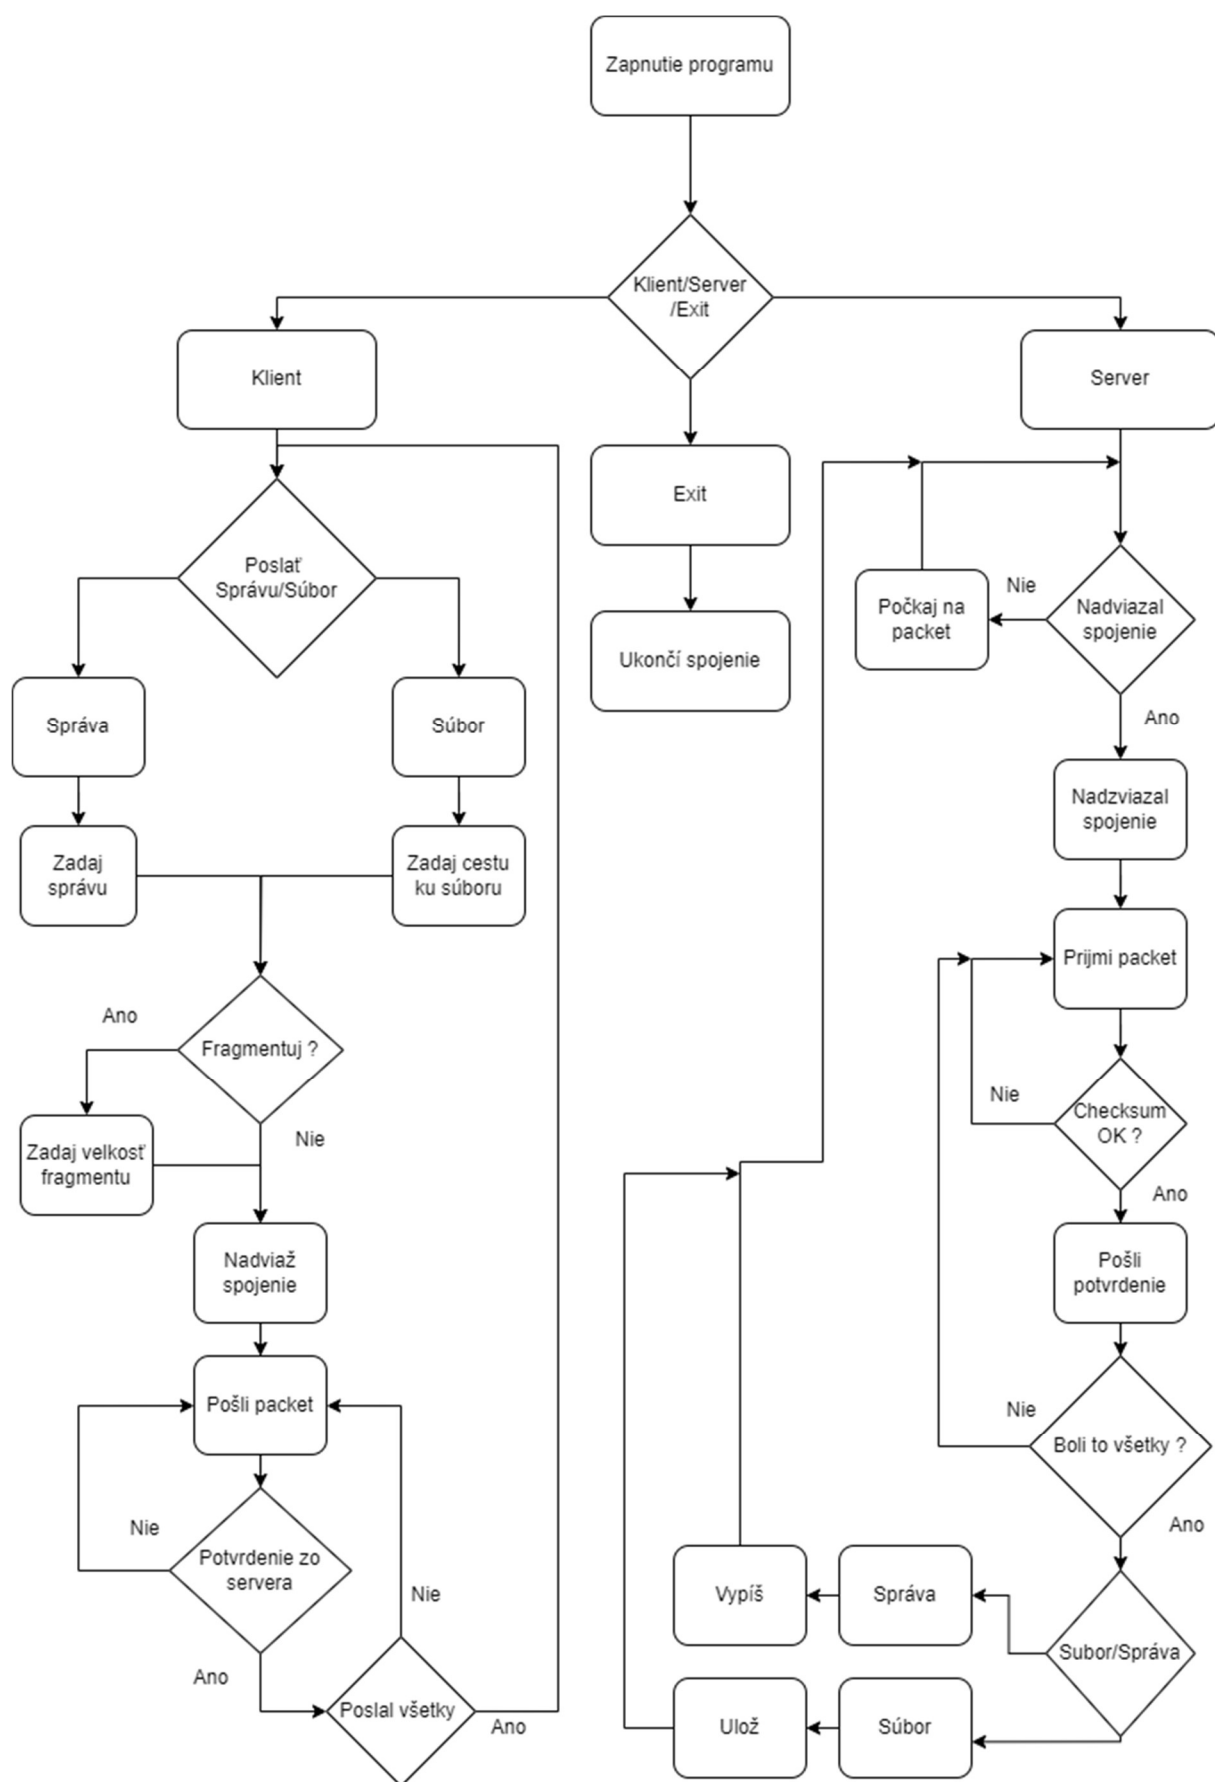 Zapnutie programu
Klient/Server
/Exit
Klient
Server
Exit
Ukončí spojenie
Poslať
Správu/Súbor
Správa
Súbor
Zadaj
správu
Zadaj cestu
ku súboru
Ano
Fragmentuj ?
Nie
Zadaj velkosť
fragmentu
Nadviaž
spojenie
Pošli packet
Nie
Potvrdenie zo
servera
Ano
Nie
Poslal všetky
Ano
Počkaj na
packet
Nie
Nadviazal
spojenie
Ano
Nadzviazal
spojenie
Prijmi packet
Nie
Checksum
OK ?
Ano
Pošli
potvrdenie
Nie
Boli to všetky ?
Ano
Subor/Správa
Správa
Vypíš
Súbor
Ulož